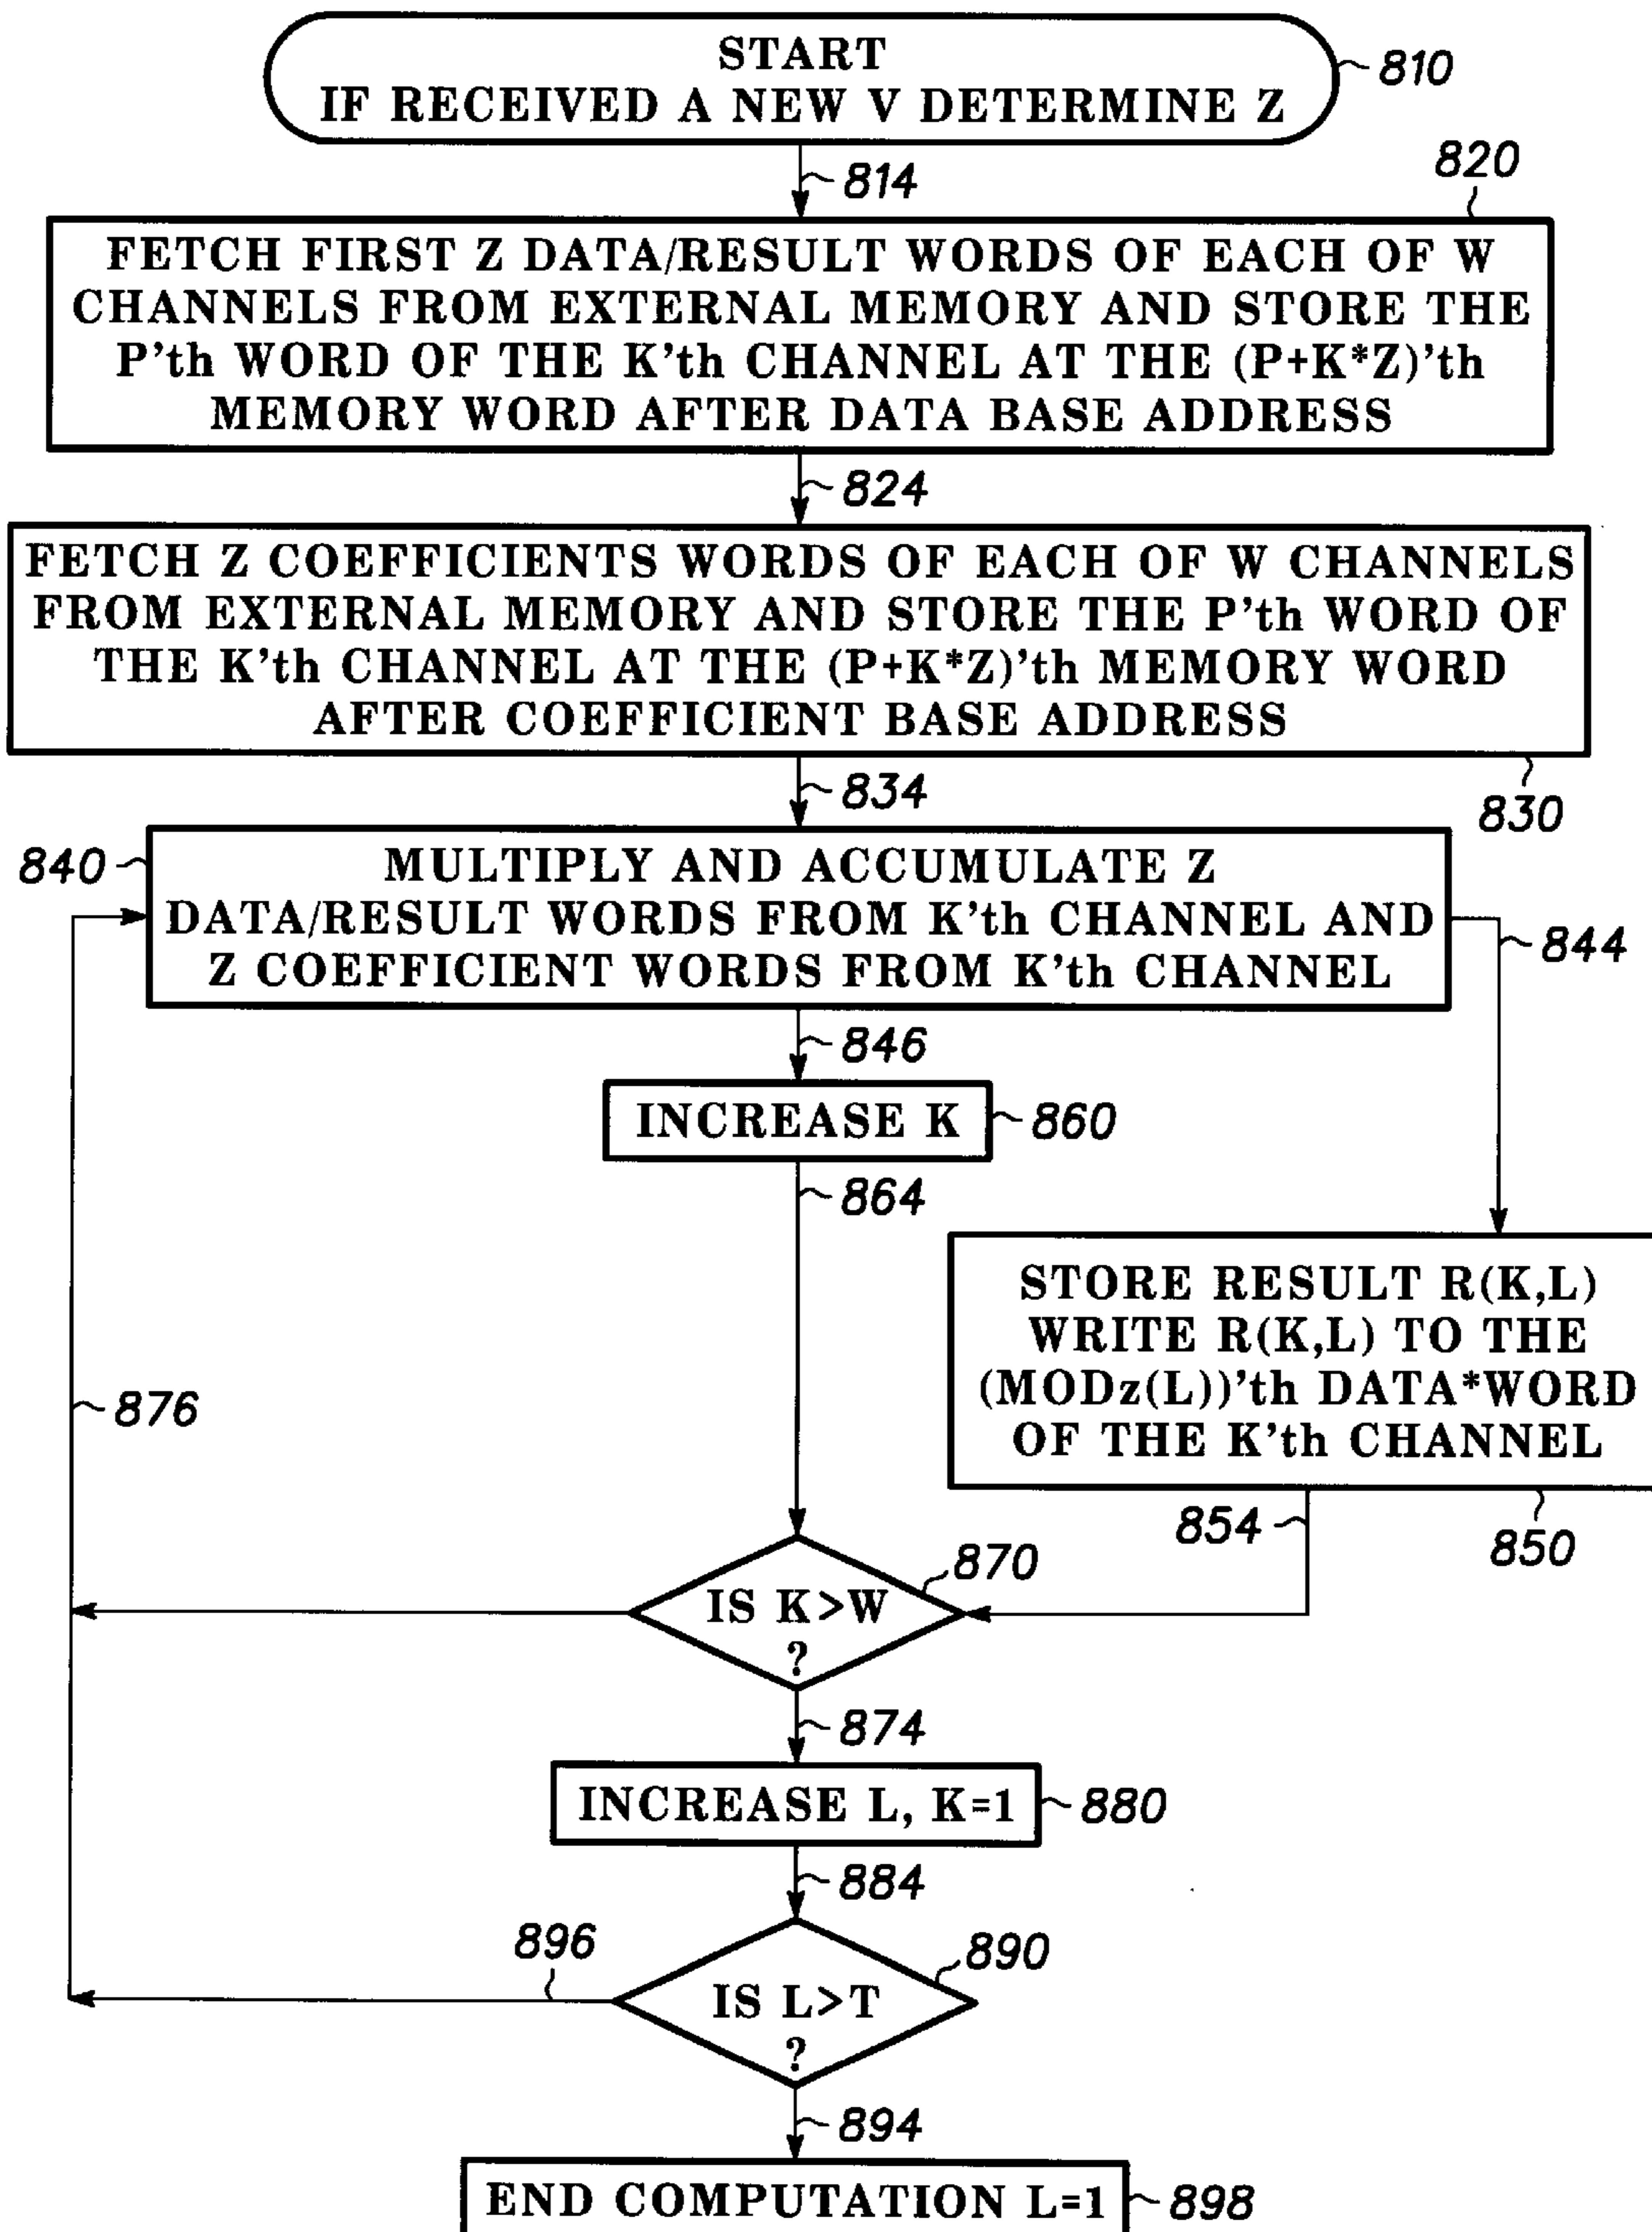 START
IF RECEIVED A NEW V DETERMINE Z
810
814
820
FETCH FIRST Z DATA/RESULT WORDS OF EACH OF W
CHANNELS FROM EXTERNAL MEMORY AND STORE THE
P'th WORD OF THE K'th CHANNEL AT THE (P+K*Z)'th
MEMORY WORD AFTER DATA BASE ADDRESS
824
FETCH Z COEFFICIENTS WORDS OF EACH OF W CHANNELS
FROM EXTERNAL MEMORY AND STORE THE P'th WORD OF
THE K'th CHANNEL AT THE (P+K*Z)'th MEMORY WORD
AFTER COEFFICIENT BASE ADDRESS
834
830
840
MULTIPLY AND ACCUMULATE Z
DATA/RESULT WORDS FROM K'th CHANNEL AND
Z COEFFICIENT WORDS FROM K'th CHANNEL
844
846
INCREASE K
860
864
STORE RESULT R(K,L)
WRITE R(K,L) TO THE
(MODz(L))'th DATA*WORD
OF THE K'th CHANNEL
876
854
850
870
IS K>W
?
874
INCREASE L, K=1
880
884
896
890
IS L>T
?
894
END COMPUTATION L=1
898